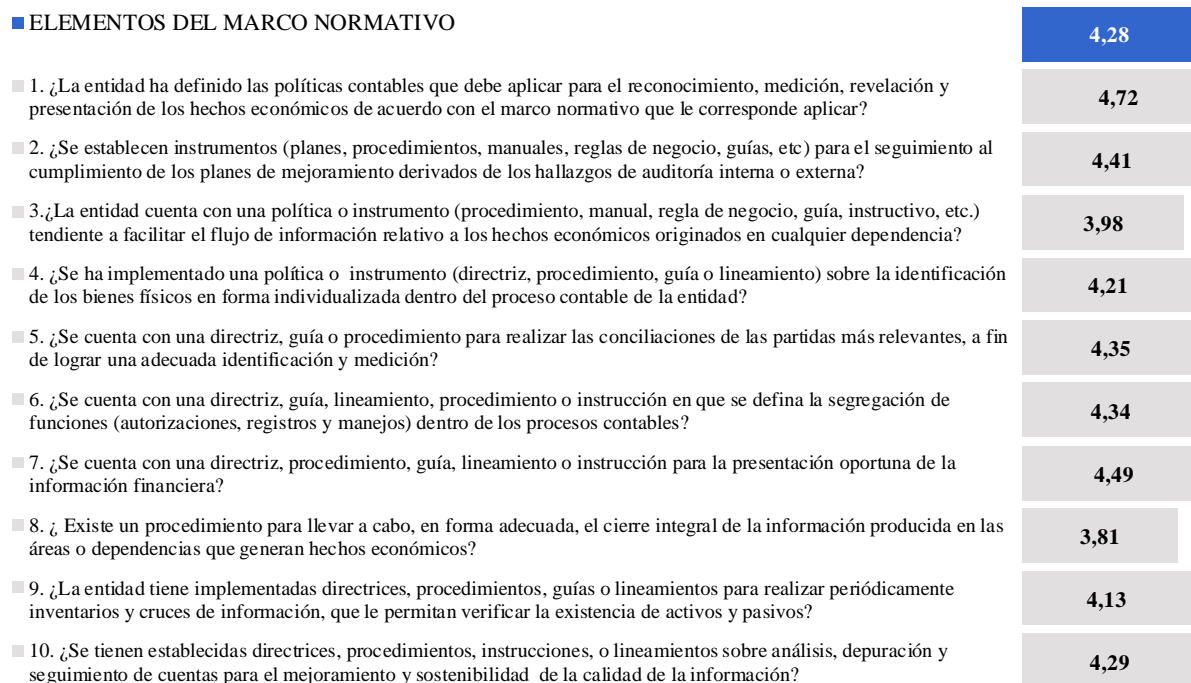 ELEMENTOS DEL MARCO NORMATIVO
4,28
1. ¿La entidad ha definido las políticas contables que debe aplicar para el reconocimiento, medición, revelación y
presentación de los hechos económicos de acuerdo con el marco normativo que le corresponde aplicar?
4,72
2. ¿Se establecen instrumentos (planes, procedimientos, manuales, reglas de negocio, guías, etc) para el seguimiento al
cumplimiento de los planes de mejoramiento derivados de los hallazgos de auditoría interna o externa?
4,41
3.¿La entidad cuenta con una política o instrumento (procedimiento, manual, regla de negocio, guía, instructivo, etc.)
tendiente a facilitar el flujo de información relativo a los hechos económicos originados en cualquier dependencia?
3,98
4. ¿Se ha implementado una política o instrumento (directriz, procedimiento, guía o lineamiento) sobre la identificación
de los bienes físicos en forma individualizada dentro del proceso contable de la entidad?
4,21
5. ¿Se cuenta con una directriz, guía o procedimiento para realizar las conciliaciones de las partidas más relevantes, a fin
de lograr una adecuada identificación y medición?
4,35
6. ¿Se cuenta con una directriz, guía, lineamiento, procedimiento o instrucción en que se defina la segregación de
funciones (autorizaciones, registros y manejos) dentro de los procesos contables?
4,34
7. ¿Se cuenta con una directriz, procedimiento, guía, lineamiento o instrucción para la presentación oportuna de la
información financiera?
4,49
8. ¿ Existe un procedimiento para llevar a cabo, en forma adecuada, el cierre integral de la información producida en las
áreas o dependencias que generan hechos económicos?
3,81
9. ¿La entidad tiene implementadas directrices, procedimientos, guías o lineamientos para realizar periódicamente
inventarios y cruces de información, que le permitan verificar la existencia de activos y pasivos?
4,13
10. ¿Se tienen establecidas directrices, procedimientos, instrucciones, o lineamientos sobre análisis, depuración y
seguimiento de cuentas para el mejoramiento y sostenibilidad de la calidad de la información?
4,29